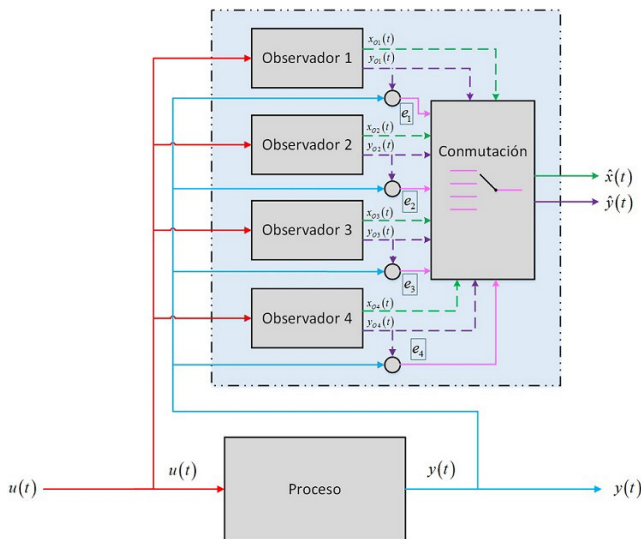 Observador 1
x_{O1}(t)
y_{O1}(t)
e_1
Observador 2
x_{O2}(t)
y_{O2}(t)
e_2
Conmutación
x̂(t)
ŷ(t)
Observador 3
x_{O3}(t)
y_{O3}(t)
e_3
Observador 4
x_{O4}(t)
y_{O4}(t)
e_4
u(t)
u(t)
Proceso
y(t)
y(t)